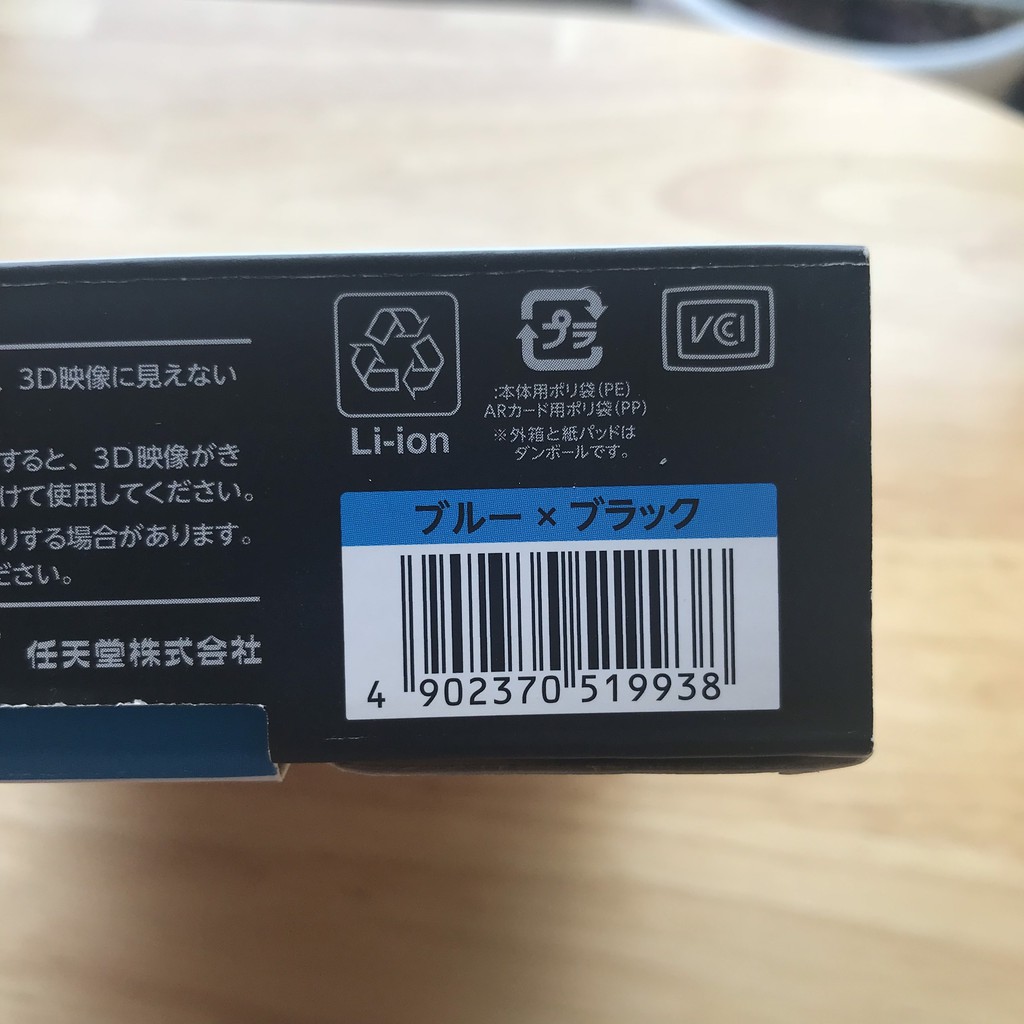 、3D映像に見えない
すると、3D映像がき
けて使用してください。
りする場合があります。
ださい。
任天堂株式会社
Li-ion
プラ
:本体用ポリ袋(PE)
ARカード用ポリ袋(PP)
※外箱と紙パッドは
ダンボールです。
VCCI
ブルー×ブラック
4 902370 519938